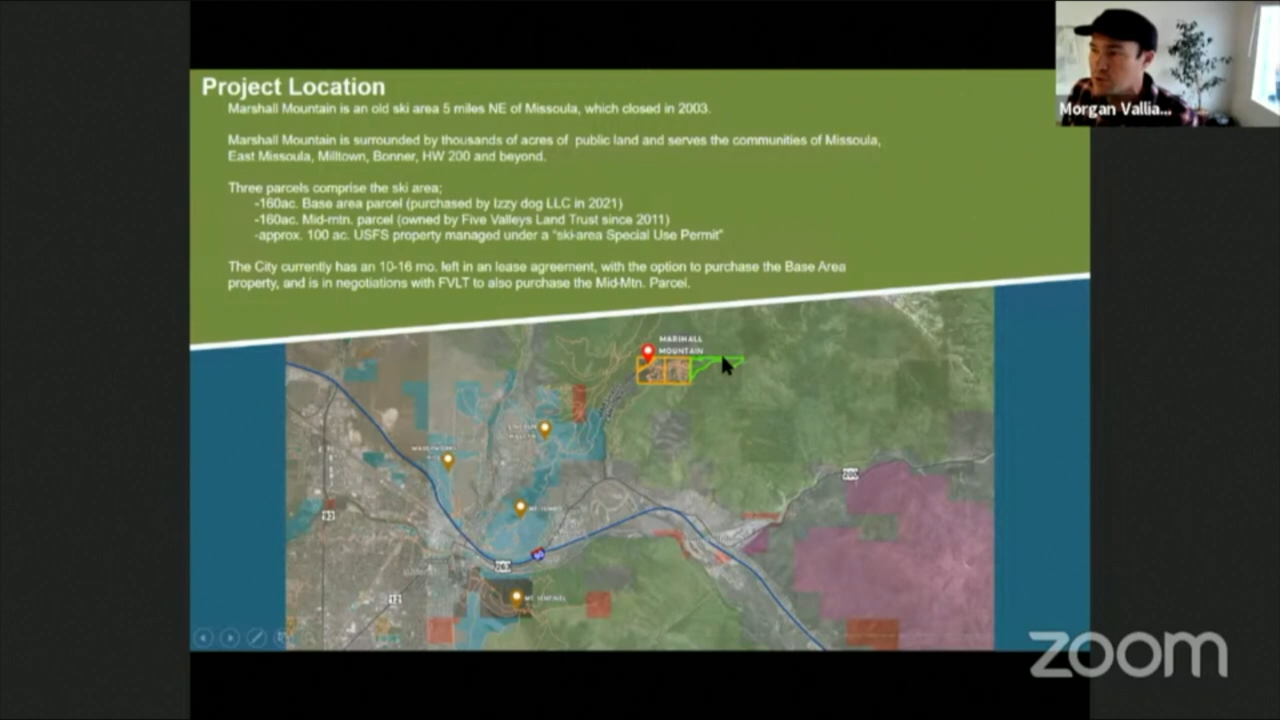 Project Location
Marshall Mountain is an old ski area 5 miles NE of Missoula, which closed in 2003.
Marshall Mountain is surrounded by thousands of acres of public land and serves the communities of Missoula,
East Missoula, Milltown, Bonner, HW 200 and beyond.
Three parcels comprise the ski area;
-160ac. Base area parcel (purchased by Izzy dog LLC in 2021)
-160ac. Mid-mtn. parcel (owned by Five Valleys Land Trust since 2011)
-approx. 100 ac. USFS property managed under a "ski-area Special Use Permit"
The City currently has an 10-16 mo. left in an lease agreement, with the option to purchase the Base Area
property, and is in negotiations with FVLT to also purchase the Mid-Mtn. Parcel.
Morgan Vallia...
MARSHALL
MOUNTAIN
200
93
90
12
MT. SENTINEL
zoom